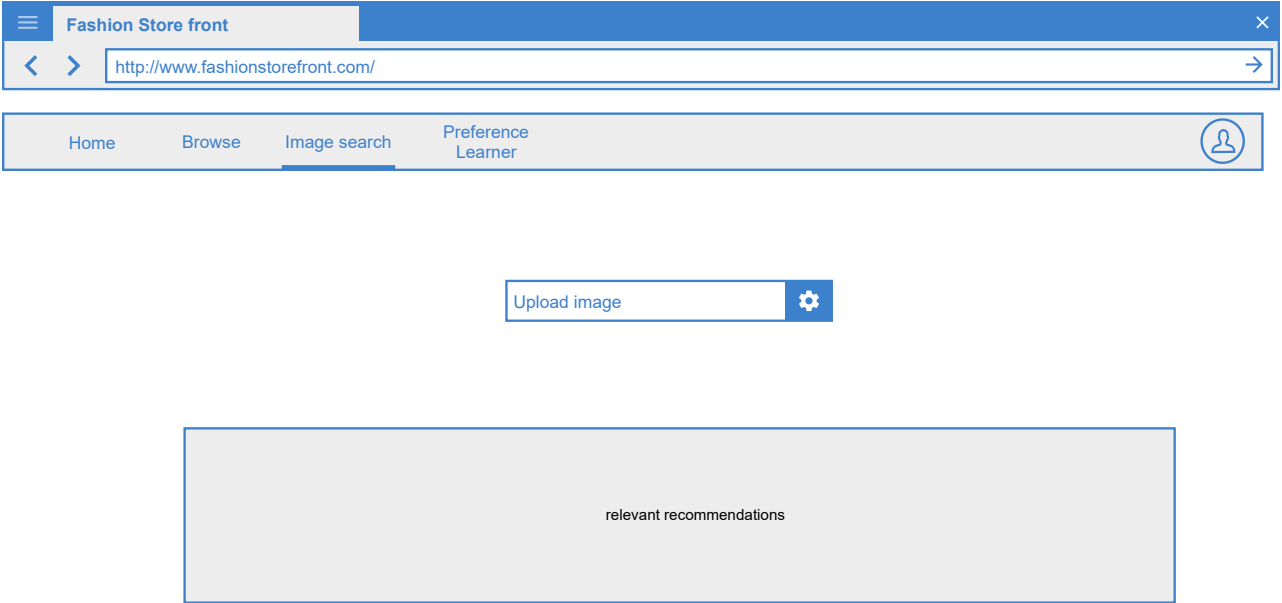 Fashion Store front
http://www.fashionstorefront.com/
Home
Browse
Image search
Preference
Learner
Upload image
relevant recommendations